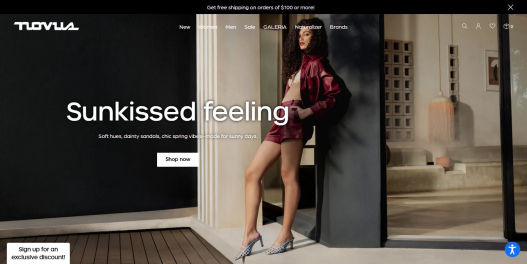 Get free shipping on orders of $100 or more!
NOVUS
New Women Men Sale GALERIA Naturalizer Brands
0
Sunkissed feeling
Soft hues, dainty sandals, chic spring vibes—made for sunny days.
Shop now
Sign up for an
exclusive discount!